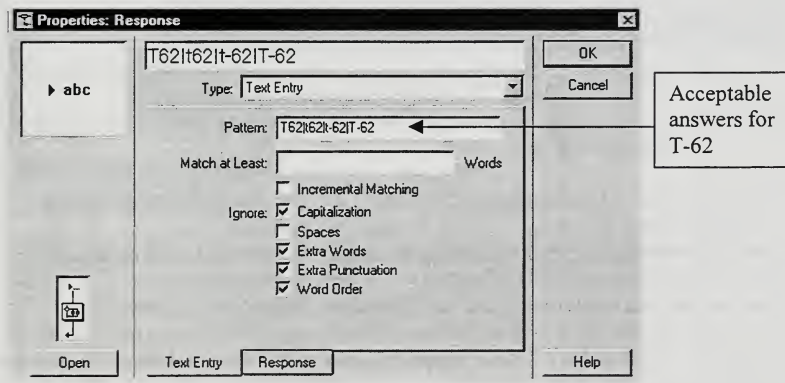 Properties: Response
T62|t62|t-62|T-62
OK
abc
Type: Text Entry
Cancel
Acceptable
answers for
T-62
Pattern: T62|t62|t-62|T-62
Match at Least: Words
Incremental Matching
Ignore: Capitalization
Spaces
Extra Words
Extra Punctuation
Word Order
Open
Text Entry
Response
Help